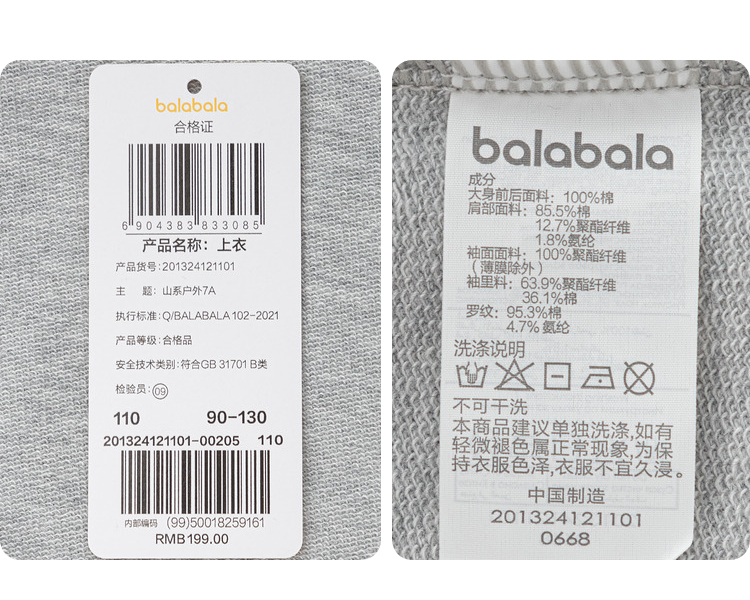 balabala
合格证
6 904383 833085
产品名称：上衣
产品货号：201324121101
主 题：山系户外7A
执行标准：Q/BALABALA 102-2021
产品等级：合格品
安全技术类别：符合GB 31701 B类
检验员：09
110 90-130
201324121101-00205 110
内部编码 (99)50018259161
RMB 199.00
balabala
成分
大身前后面料：100%棉
肩部面料：85.5%棉
12.7%聚酯纤维
1.8%氨纶
袖面面料：100%聚酯纤维
（薄膜除外）
袖里料：63.9%聚酯纤维
36.1%棉
罗纹：95.3%棉
4.7%氨纶
洗涤说明
不可干洗
本商品建议单独洗涤,如有
轻微褪色属正常现象,为保
持衣服色泽,衣服不宜久浸。
中国制造
201324121101
0668